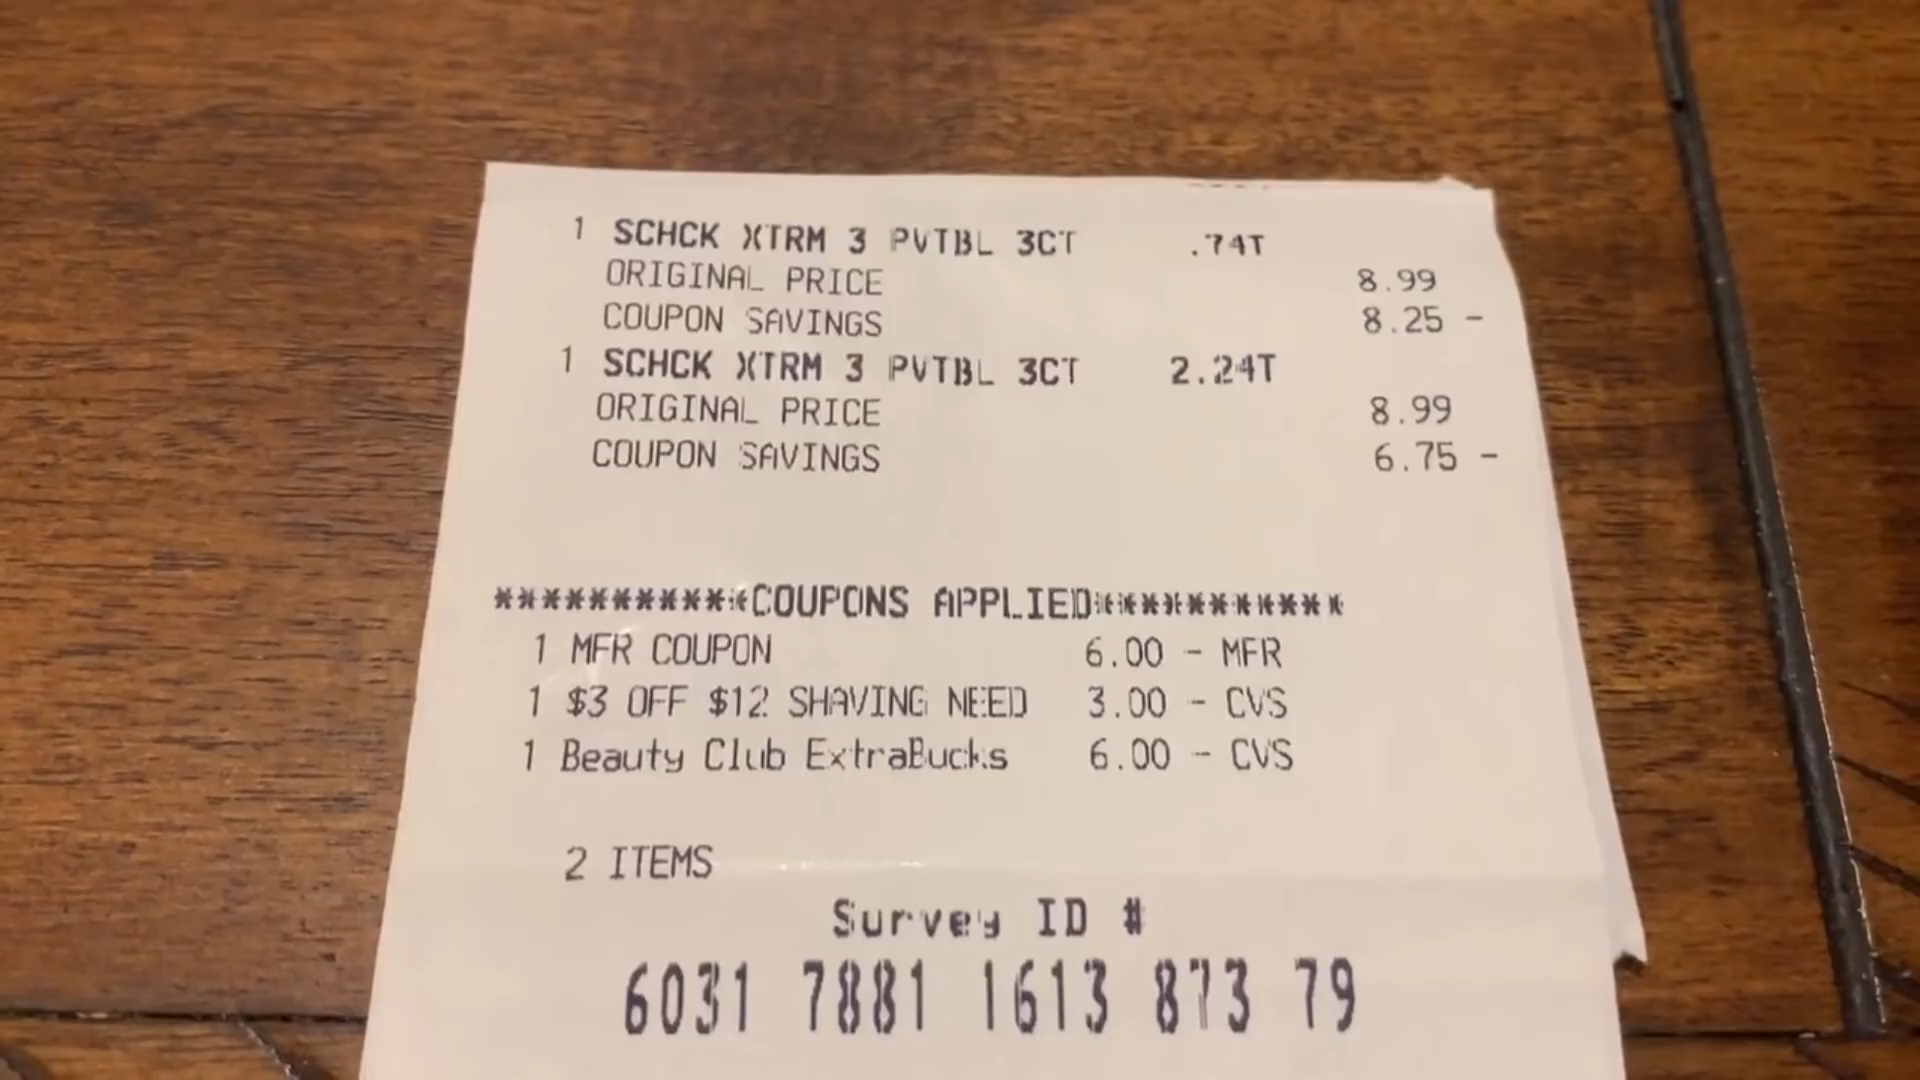 1 SCHCK XTRM 3 PVTBL 3CT .74T
ORIGINAL PRICE 8.99
COUPON SAVINGS 8.25 -
1 SCHCK XTRM 3 PVTBL 3CT 2.24T
ORIGINAL PRICE 8.99
COUPON SAVINGS 6.75 -
***********COUPONS APPLIED***********
1 MFR COUPON 6.00 - MFR
1 $3 OFF $12 SHAVING NEED 3.00 - CVS
1 Beauty Club ExtraBucks 6.00 - CVS
2 ITEMS
Survey ID #
6031 7881 1613 873 79